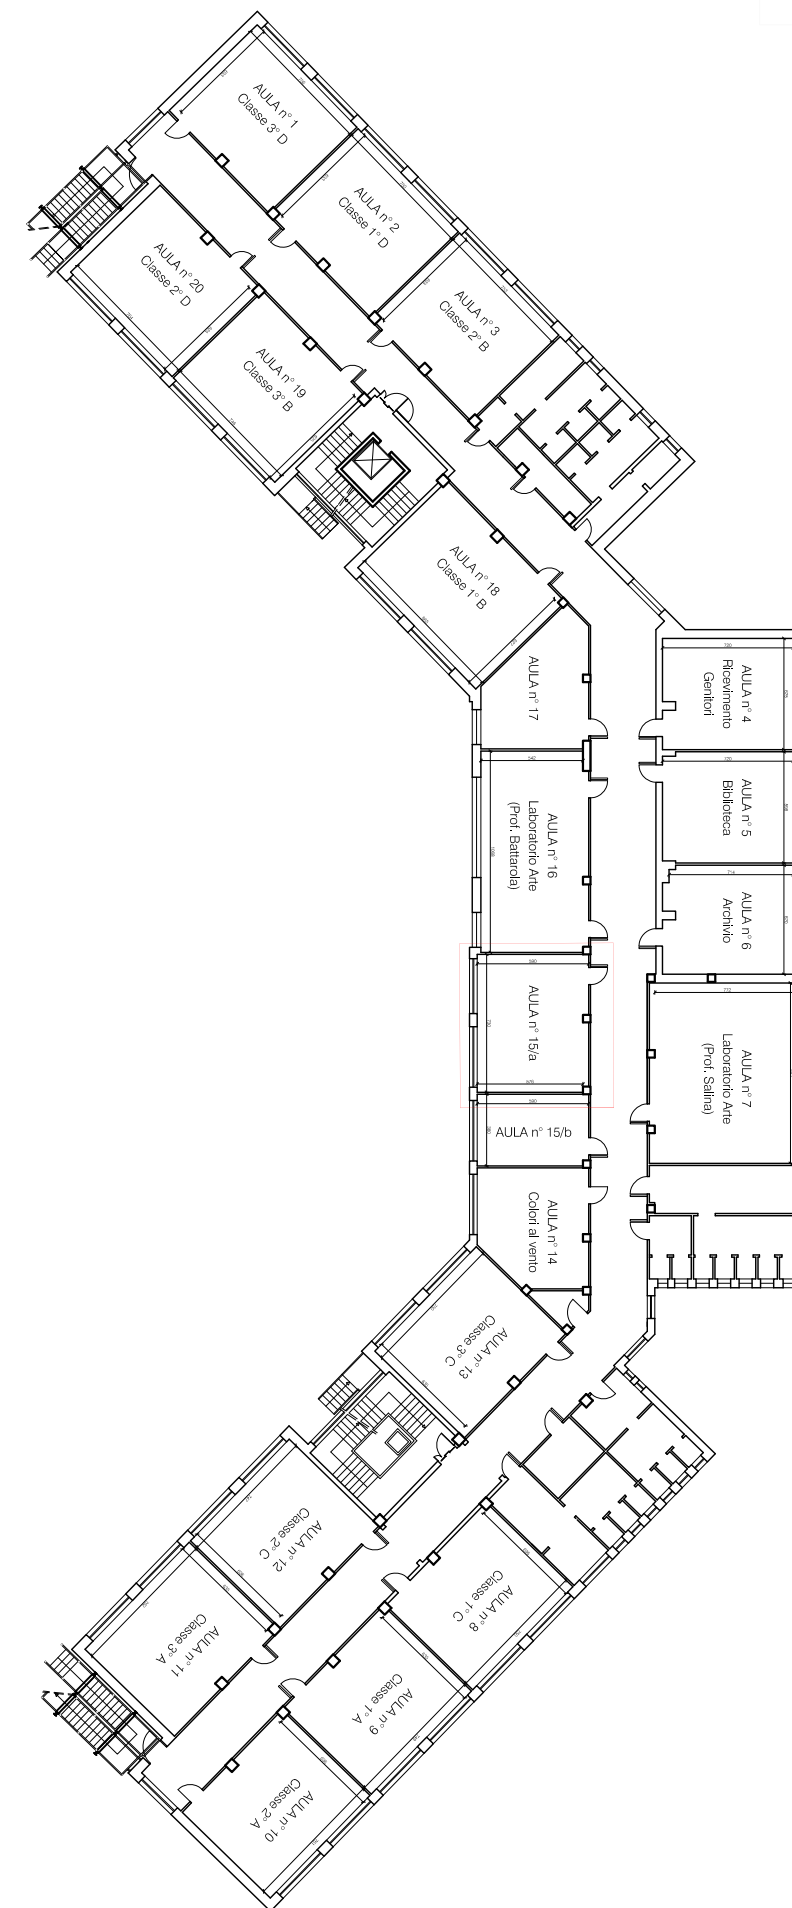 AULA n° 1
Classe 3° D
AULA n° 2
Classe 1° D
AULA n° 3
Classe 2° B
AULA n° 20
Classe 2° D
AULA n° 19
Classe 3° B
AULA n° 18
Classe 1° B
AULA n° 17
AULA n° 4
Ricevimento
Genitori
AULA n° 5
Biblioteca
AULA n° 16
Laboratorio Arte
(Prof. Battarola)
AULA n° 6
Archivio
AULA n° 15/a
AULA n° 7
Laboratorio Arte
(Prof. Salina)
AULA n° 15/b
AULA n° 14
Colori al vento
AULA n° 13
Classe 3° C
AULA n° 12
Classe 2° C
AULA n° 8
Classe 1° C
AULA n° 11
Classe 3° A
AULA n° 9
Classe 1° A
AULA n° 10
Classe 2° A